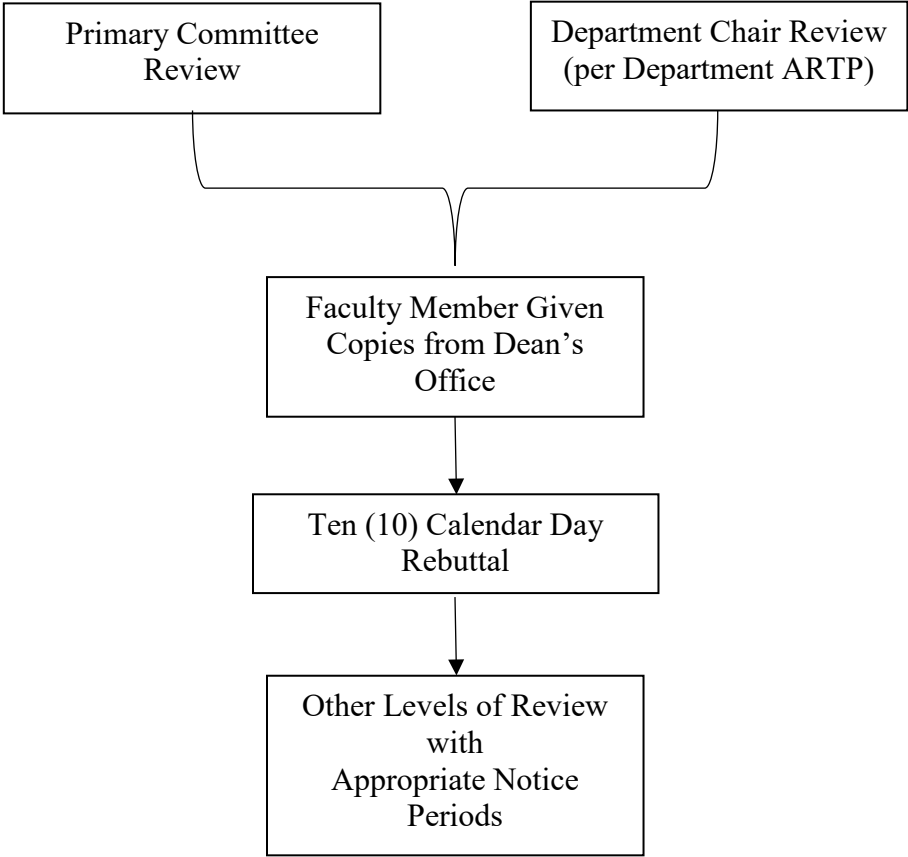 Primary Committee
Review
Department Chair Review
(per Department ARTP)
Faculty Member Given
Copies from Dean’s
Office
Ten (10) Calendar Day
Rebuttal
Other Levels of Review
with
Appropriate Notice
Periods